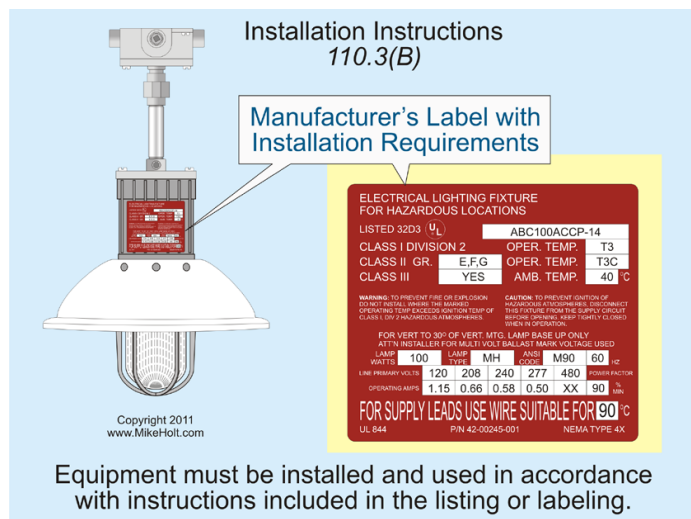 Installation Instructions
110.3(B)
Manufacturer's Label with
Installation Requirements
ELECTRICAL LIGHTING FIXTURE
FOR HAZARDOUS LOCATIONS
LISTED 32D3 UL ABC100ACCP-14
CLASS I DIVISION 2 OPER. TEMP. T3
CLASS II GR. E,F,G OPER. TEMP. T3C
CLASS III YES AMB. TEMP. 40 °C
WARNING: TO PREVENT FIRE OR EXPLOSION
DO NOT INSTALL WHERE THE MARKED
OPERATING TEMP EXCEEDS IGNITION TEMP OF
CLASS I, DIV 2 HAZARDOUS ATMOSPHERES.
CAUTION: TO PREVENT IGNITION OF
HAZARDOUS ATMOSPHERES, DISCONNECT
THIS FIXTURE FROM THE SUPPLY CIRCUIT
BEFORE OPENING. KEEP TIGHTLY CLOSED
WHEN IN OPERATION.
FOR VERT TO 30° OF VERT. MTG. LAMP BASE UP ONLY
ATT'N INSTALLER FOR MULTI VOLT BALLAST MARK VOLTAGE USED
LAMP WATTS 100 LAMP TYPE MH ANSI CODE M90 60 HZ
LINE PRIMARY VOLTS 120 208 240 277 480 POWER FACTOR
OPERATING AMPS 1.15 0.66 0.58 0.50 XX 90 % MIN
FOR SUPPLY LEADS USE WIRE SUITABLE FOR 90 °C
UL 844 P/N 42-00245-001 NEMA TYPE 4X
Copyright 2011
www.MikeHolt.com
Equipment must be installed and used in accordance
with instructions included in the listing or labeling.